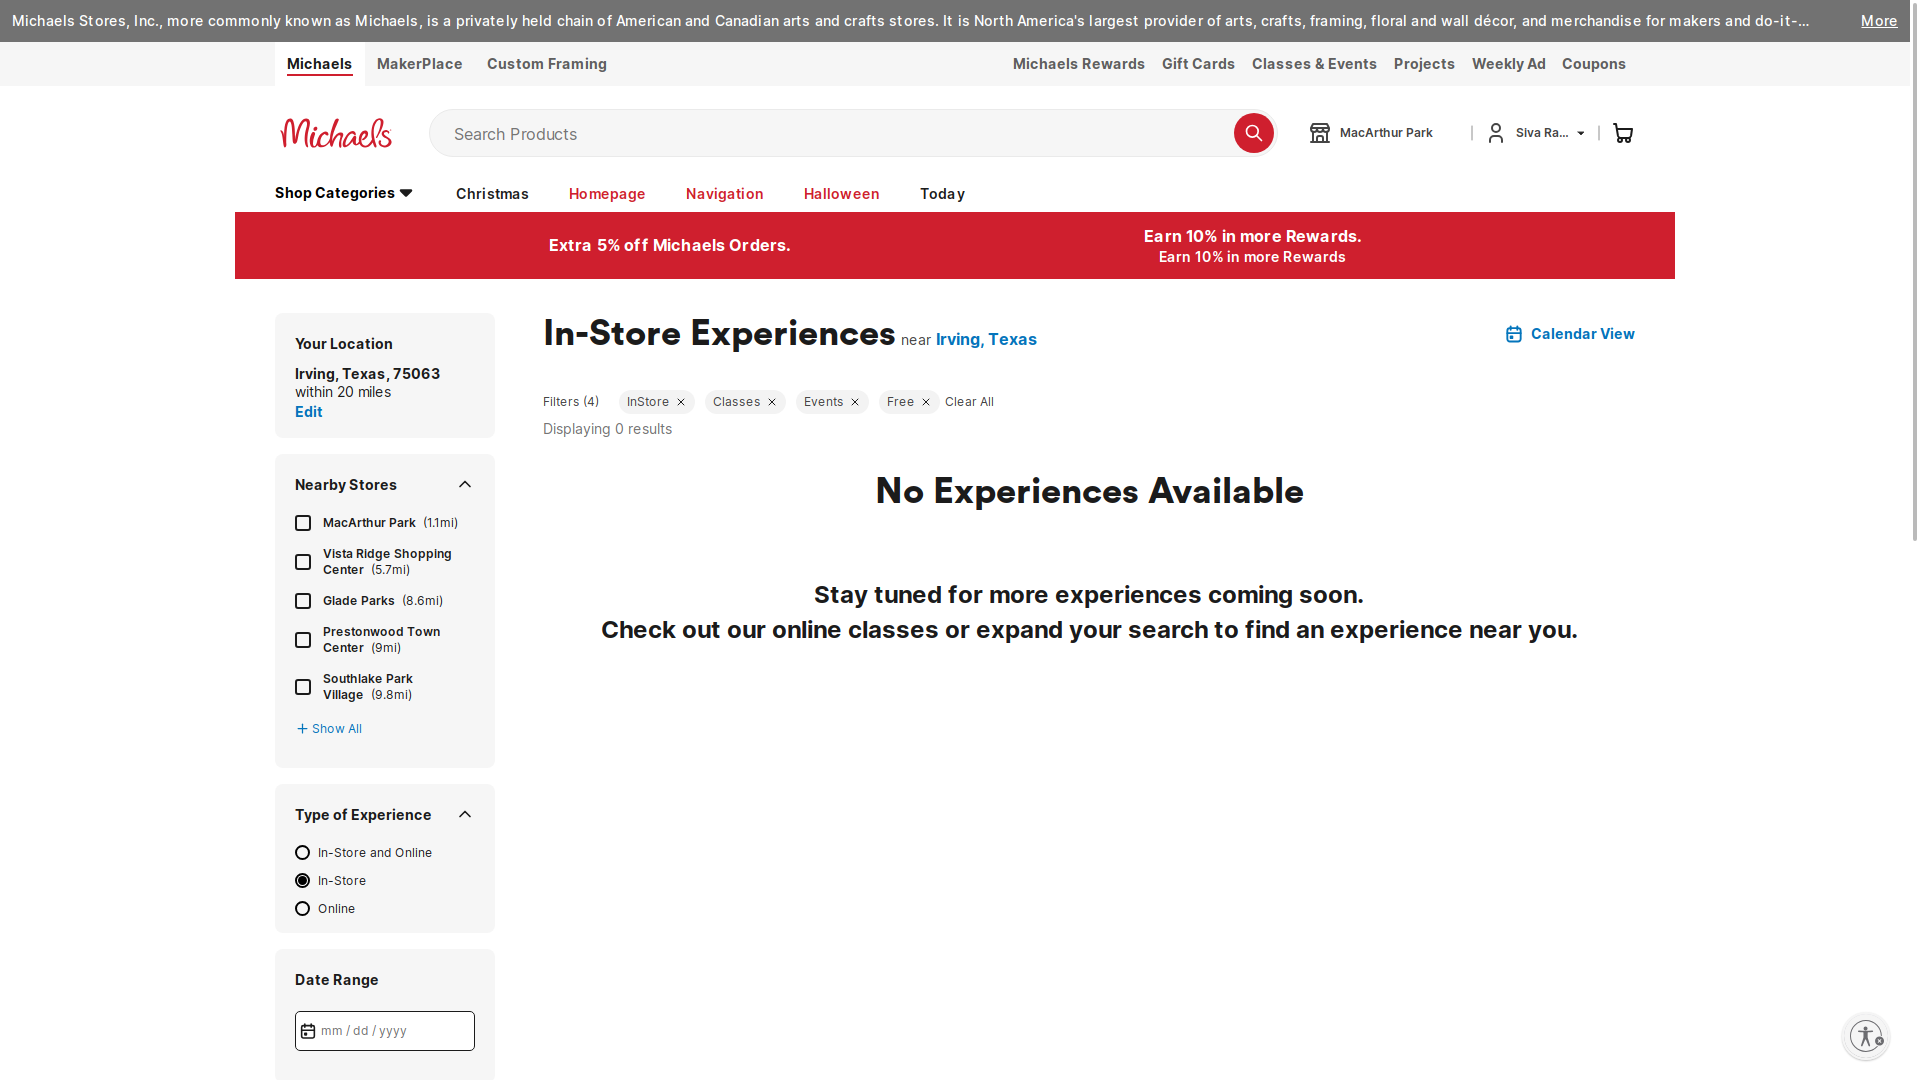 Michaels Stores, Inc., more commonly known as Michaels, is a privately held chain of American and Canadian arts and crafts stores. It is North America's largest provider of arts, crafts, framing, floral and wall décor, and merchandise for makers and do-it-... More
Michaels MakerPlace Custom Framing Michaels Rewards Gift Cards Classes & Events Projects Weekly Ad Coupons
Michaels Search Products MacArthur Park Siva Ra...
Shop Categories Christmas Homepage Navigation Halloween Today
Extra 5% off Michaels Orders.
Earn 10% in more Rewards.
Earn 10% in more Rewards
Your Location
Irving, Texas, 75063
within 20 miles
Edit
Nearby Stores
MacArthur Park (1.1mi)
Vista Ridge Shopping
Center (5.7mi)
Glade Parks (8.6mi)
Prestonwood Town
Center (9mi)
Southlake Park
Village (9.8mi)
Show All
Type of Experience
In-Store and Online
In-Store
Online
Date Range
mm / dd / yyyy
In-Store Experiences near Irving, Texas
Calendar View
Filters (4) InStore Classes Events Free Clear All
Displaying 0 results
No Experiences Available
Stay tuned for more experiences coming soon.
Check out our online classes or expand your search to find an experience near you.